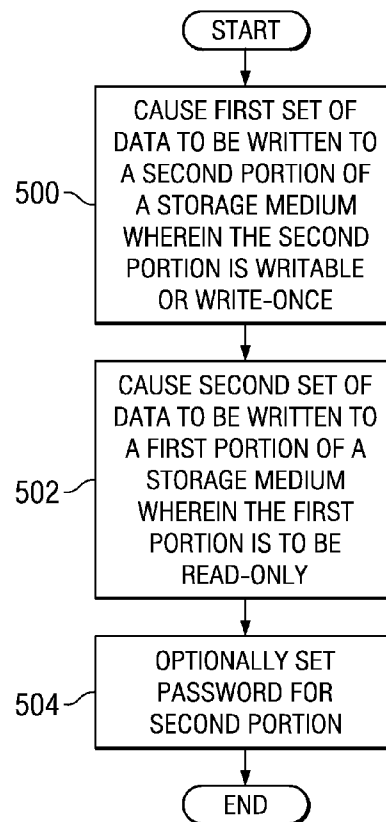 START
CAUSE FIRST SET OF
DATA TO BE WRITTEN TO
A SECOND PORTION OF
A STORAGE MEDIUM
WHEREIN THE SECOND
PORTION IS WRITABLE
OR WRITE-ONCE
500
CAUSE SECOND SET OF
DATA TO BE WRITTEN TO
A FIRST PORTION OF A
STORAGE MEDIUM
WHEREIN THE FIRST
PORTION IS TO BE
READ-ONLY
502
OPTIONALLY SET
PASSWORD FOR
SECOND PORTION
504
END